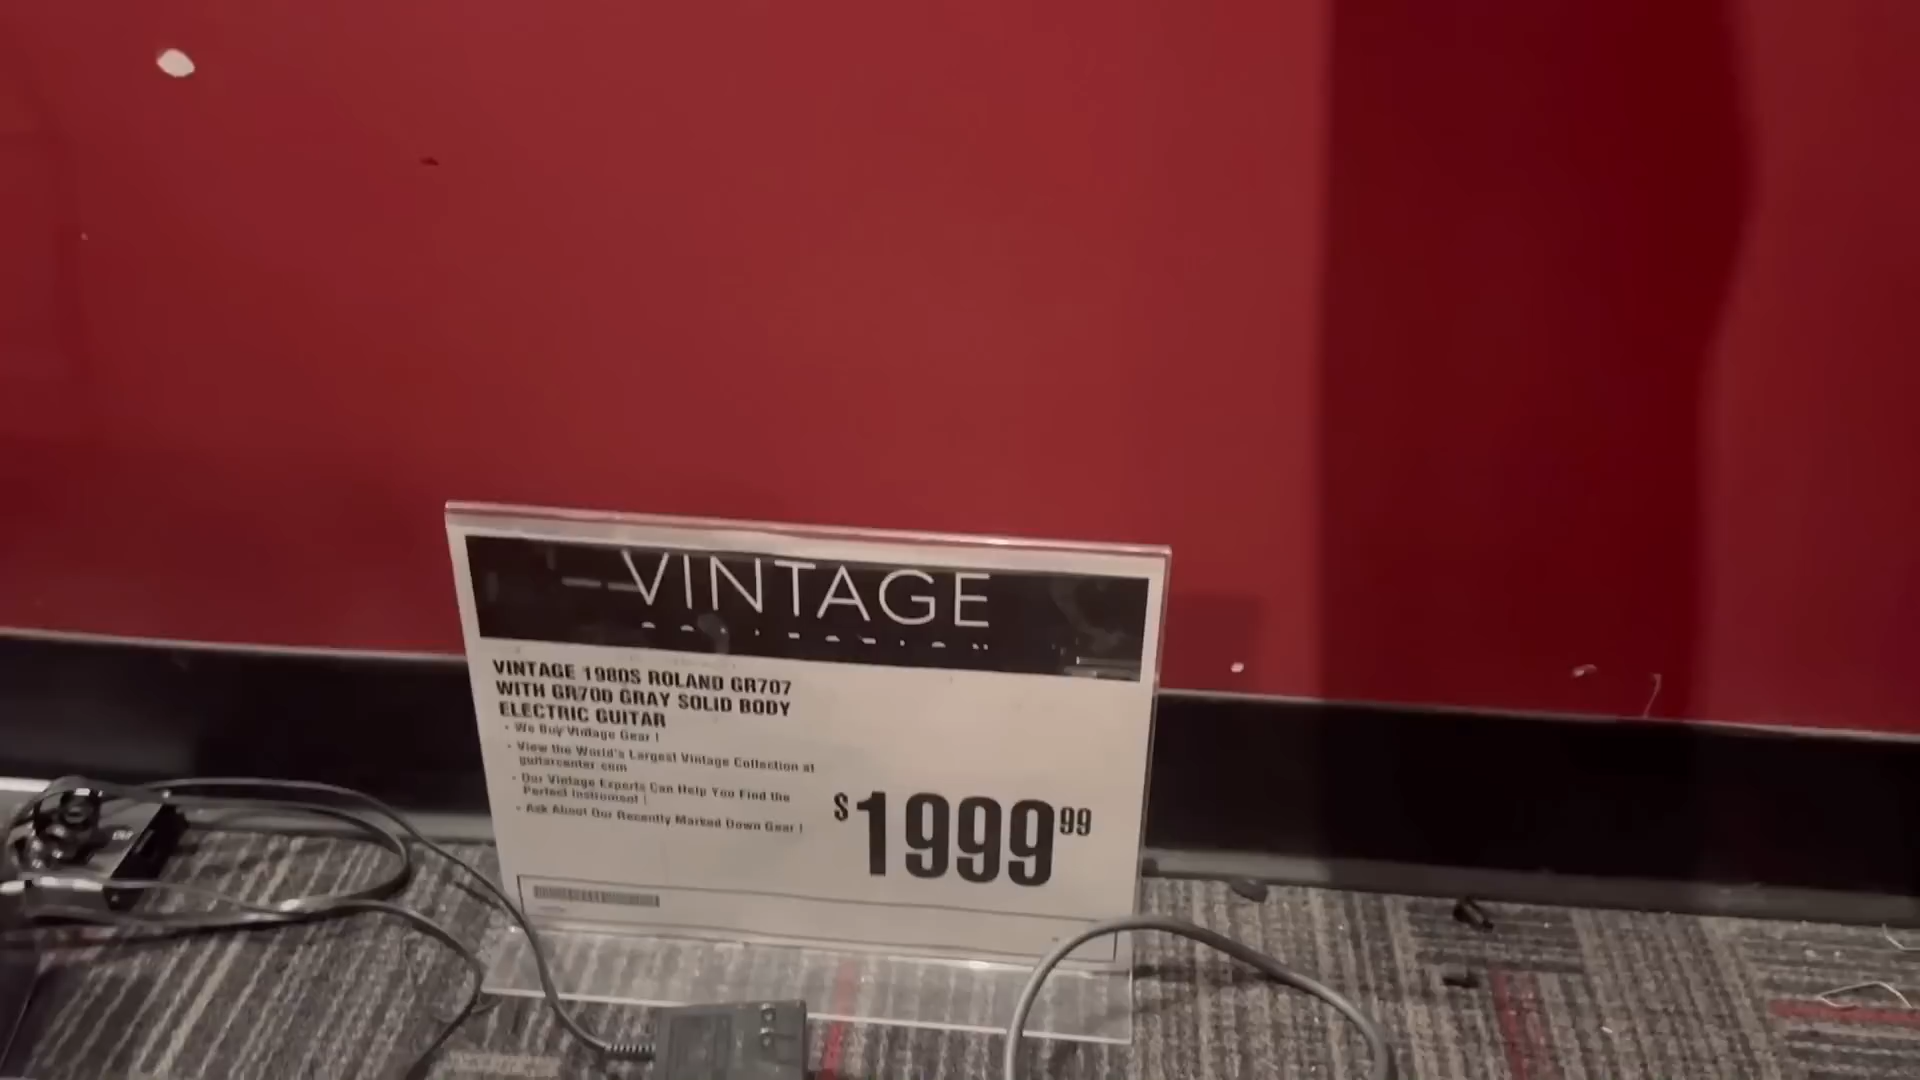 VINTAGE
VINTAGE 1980S ROLAND GR707
WITH GR700 GRAY SOLID BODY
ELECTRIC GUITAR
- We Buy Vintage Gear !
- View the World's Largest Vintage Collection at
guitarcenter.com
- Our Vintage Experts Can Help You Find the
Perfect Instrument !
- Ask About Our Recently Marked Down Gear !
$1999 99